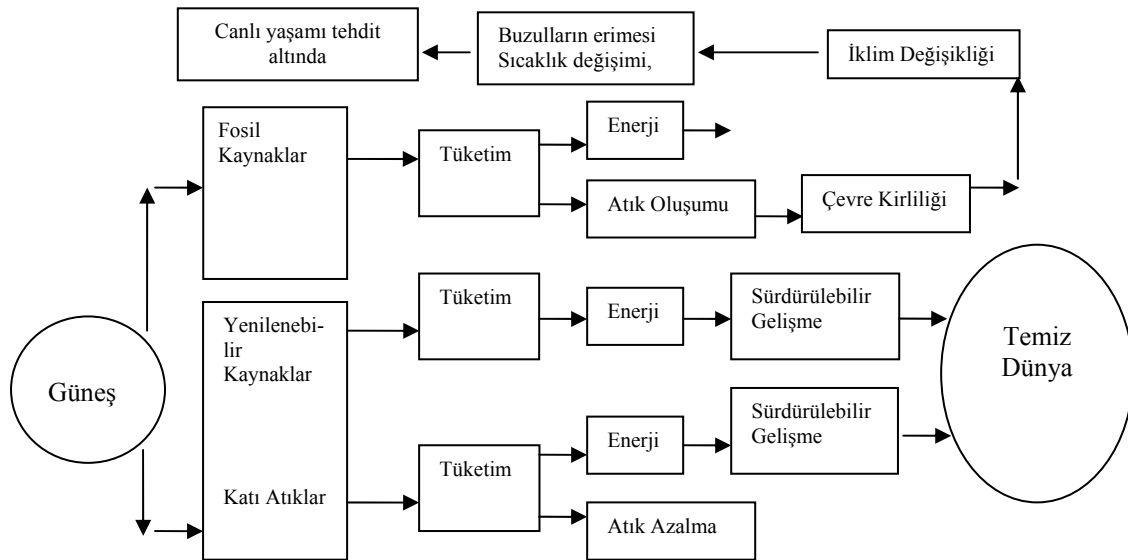 Canlı yaşamı tehdit
altında
Buzulların erimesi
Sıcaklık değişimi,
İklim Değişikliği
Fosil
Kaynaklar
Tüketim
Enerji
Atık Oluşumu
Çevre Kirliliği
Güneş
Yenilenebi-
lir
Kaynaklar
Katı Atıklar
Tüketim
Enerji
Sürdürülebilir
Gelişme
Tüketim
Enerji
Sürdürülebilir
Gelişme
Atık Azalma
Temiz
Dünya